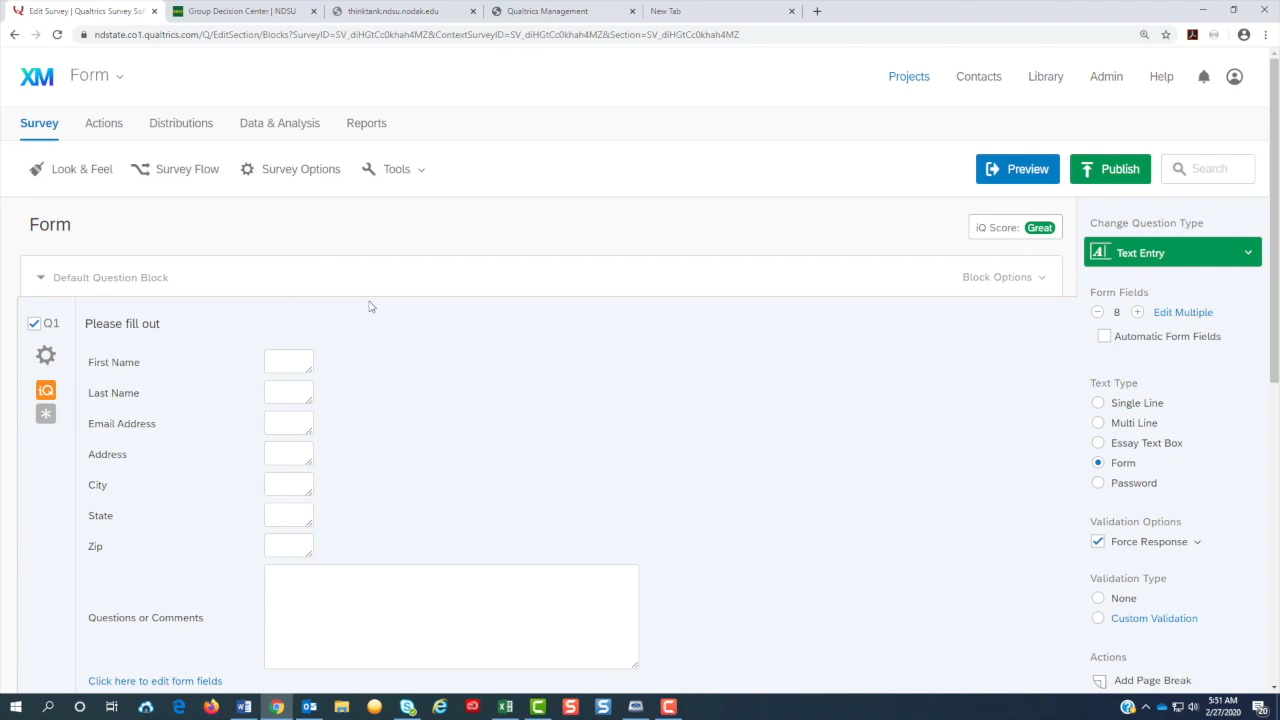 Edit Survey | Qualtrics Survey Sol
Group Decision Center | NDSU
thinktank.ndsu.nodak.edu
Qualtrics Management
New Tab
ndstate.co1.qualtrics.com/Q/EditSection/Blocks?SurveyID=SV_diHGtCc0khah4MZ&ContextSurveyID=SV_diHGtCc0khah4MZ&Section=SV_diHGtCc0khah4MZ
XM Form Projects Contacts Library Admin Help
Survey Actions Distributions Data & Analysis Reports
Look & Feel Survey Flow Survey Options Tools Preview Publish Search
Form
iQ Score: Great
Default Question Block
Block Options
Q1
iQ
Please fill out
First Name
Last Name
Email Address
Address
City
State
Zip
Questions or Comments
Click here to edit form fields
Change Question Type
Text Entry
Form Fields
8 Edit Multiple
Automatic Form Fields
Text Type
Single Line
Multi Line
Essay Text Box
Form
Password
Validation Options
Force Response
Validation Type
None
Custom Validation
Actions
Add Page Break
5:51 AM
2/27/2020
20